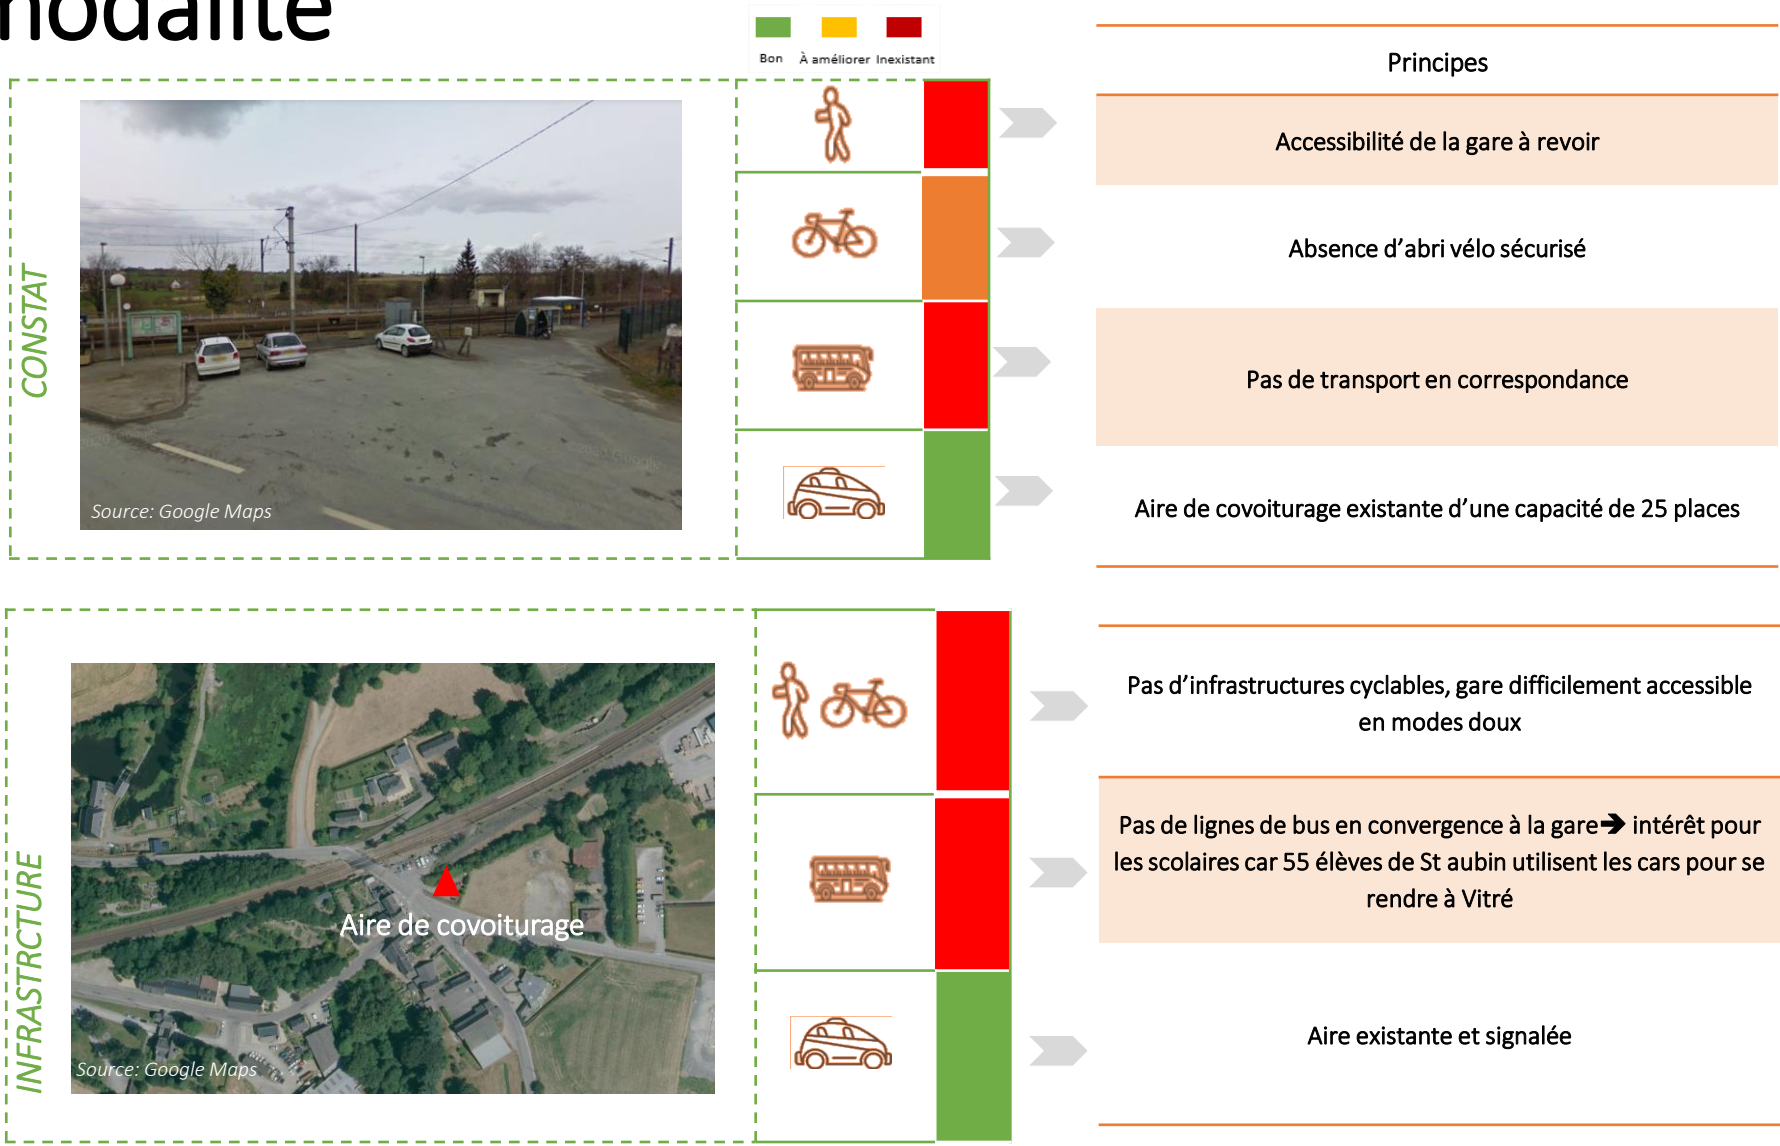 modalité
Bon À améliorer Inexistant
Principes
CONSTAT
Source: Google Maps
Accessibilité de la gare à revoir
Absence d’abri vélo sécurisé
Pas de transport en correspondance
Aire de covoiturage existante d’une capacité de 25 places
INFRASTRCTURE
Aire de covoiturage
Source: Google Maps
Pas d’infrastructures cyclables, gare difficilement accessible
en modes doux
Pas de lignes de bus en convergence à la gare➔ intérêt pour
les scolaires car 55 élèves de St aubin utilisent les cars pour se
rendre à Vitré
Aire existante et signalée